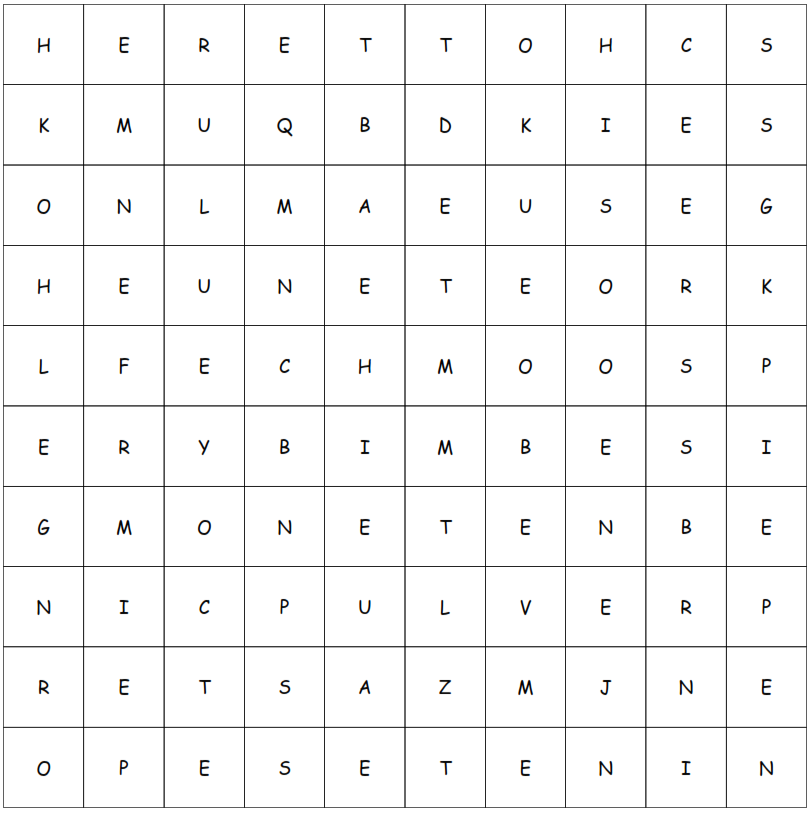 H E R E T T O H C S
K M U Q B D K I E S
O N L M A E U S E G
H E U N E T E O R K
L F E C H M O O S P
E R Y B I M B E S I
G M O N E T E N B E
N I C P U L V E R P
R E T S A Z M J N E
O P E S E T E N I N